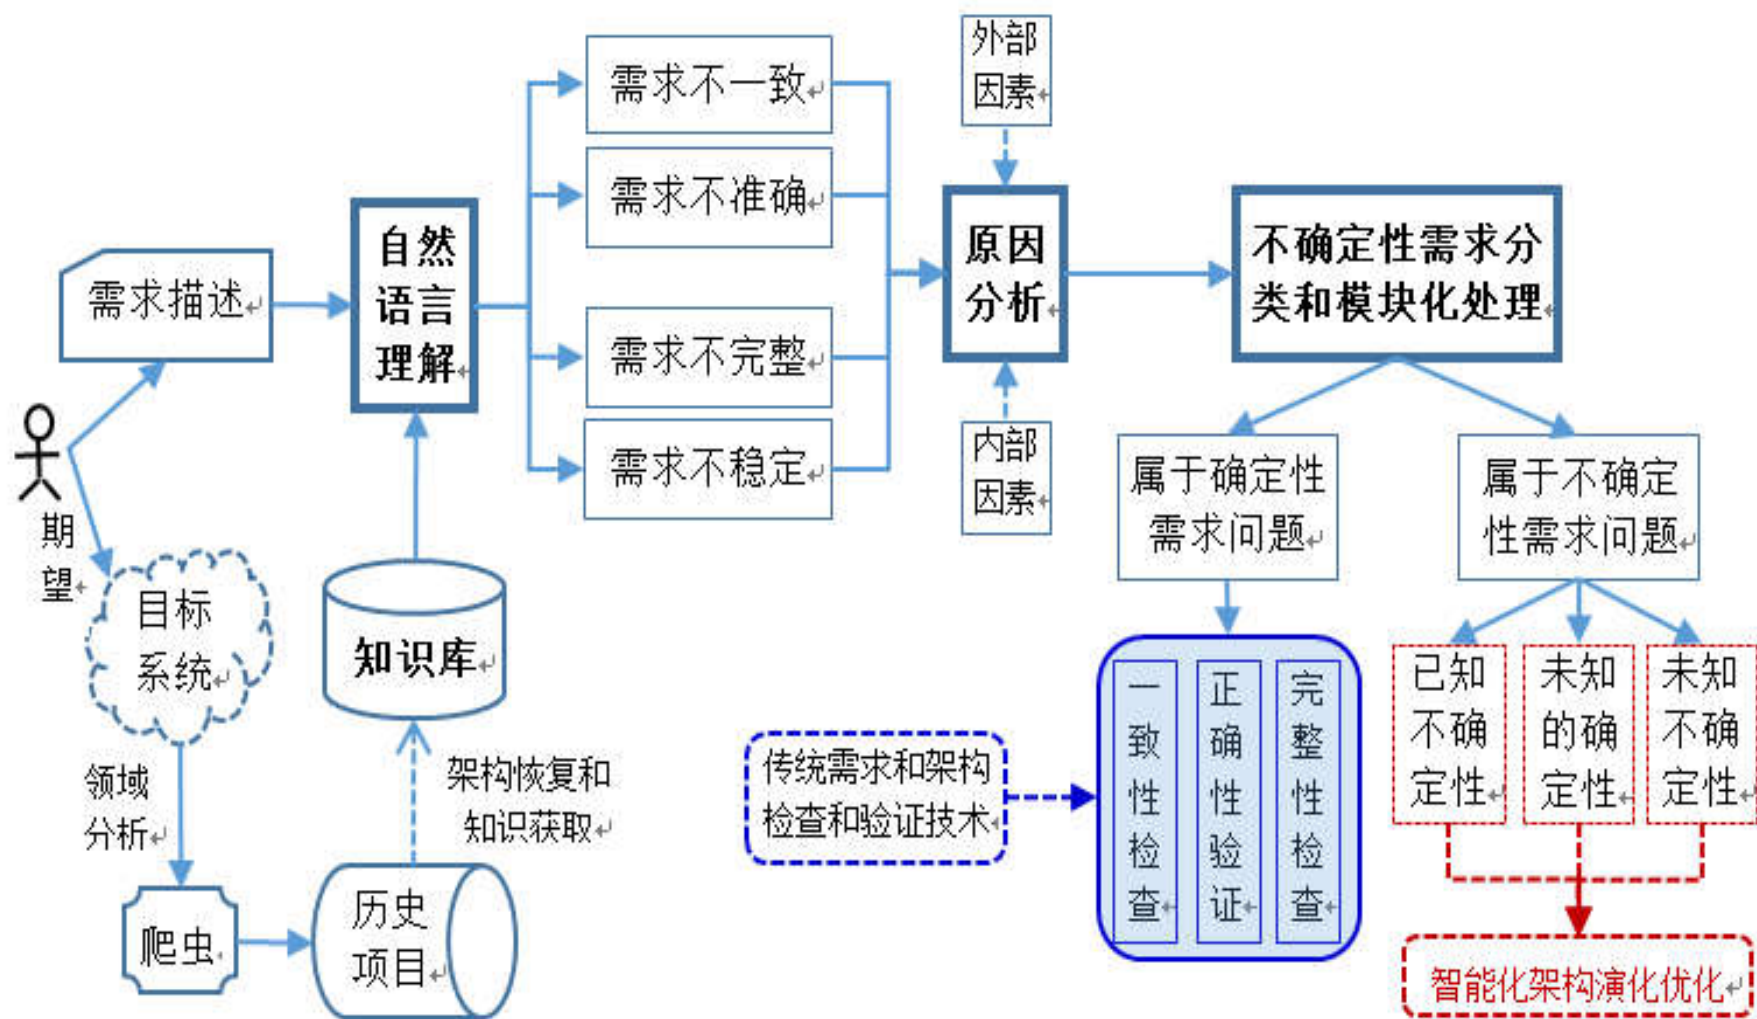 需求描述
期
望
目标
系统
领域
分析
爬虫
历史
项目
架构恢复和
知识获取
知识库
自然
语言
理解
需求不一致
需求不准确
需求不完整
需求不稳定
外部
因素
原因
分析
内部
因素
不确定性需求分
类和模块化处理
属于确定性
需求问题
属于不确定
性需求问题
传统需求和架构
检查和验证技术
一致性检查
正确性验证
完整性检查
已知
不确
定性
未知
的确
定性
未知
不确
定性
智能化架构演化优化